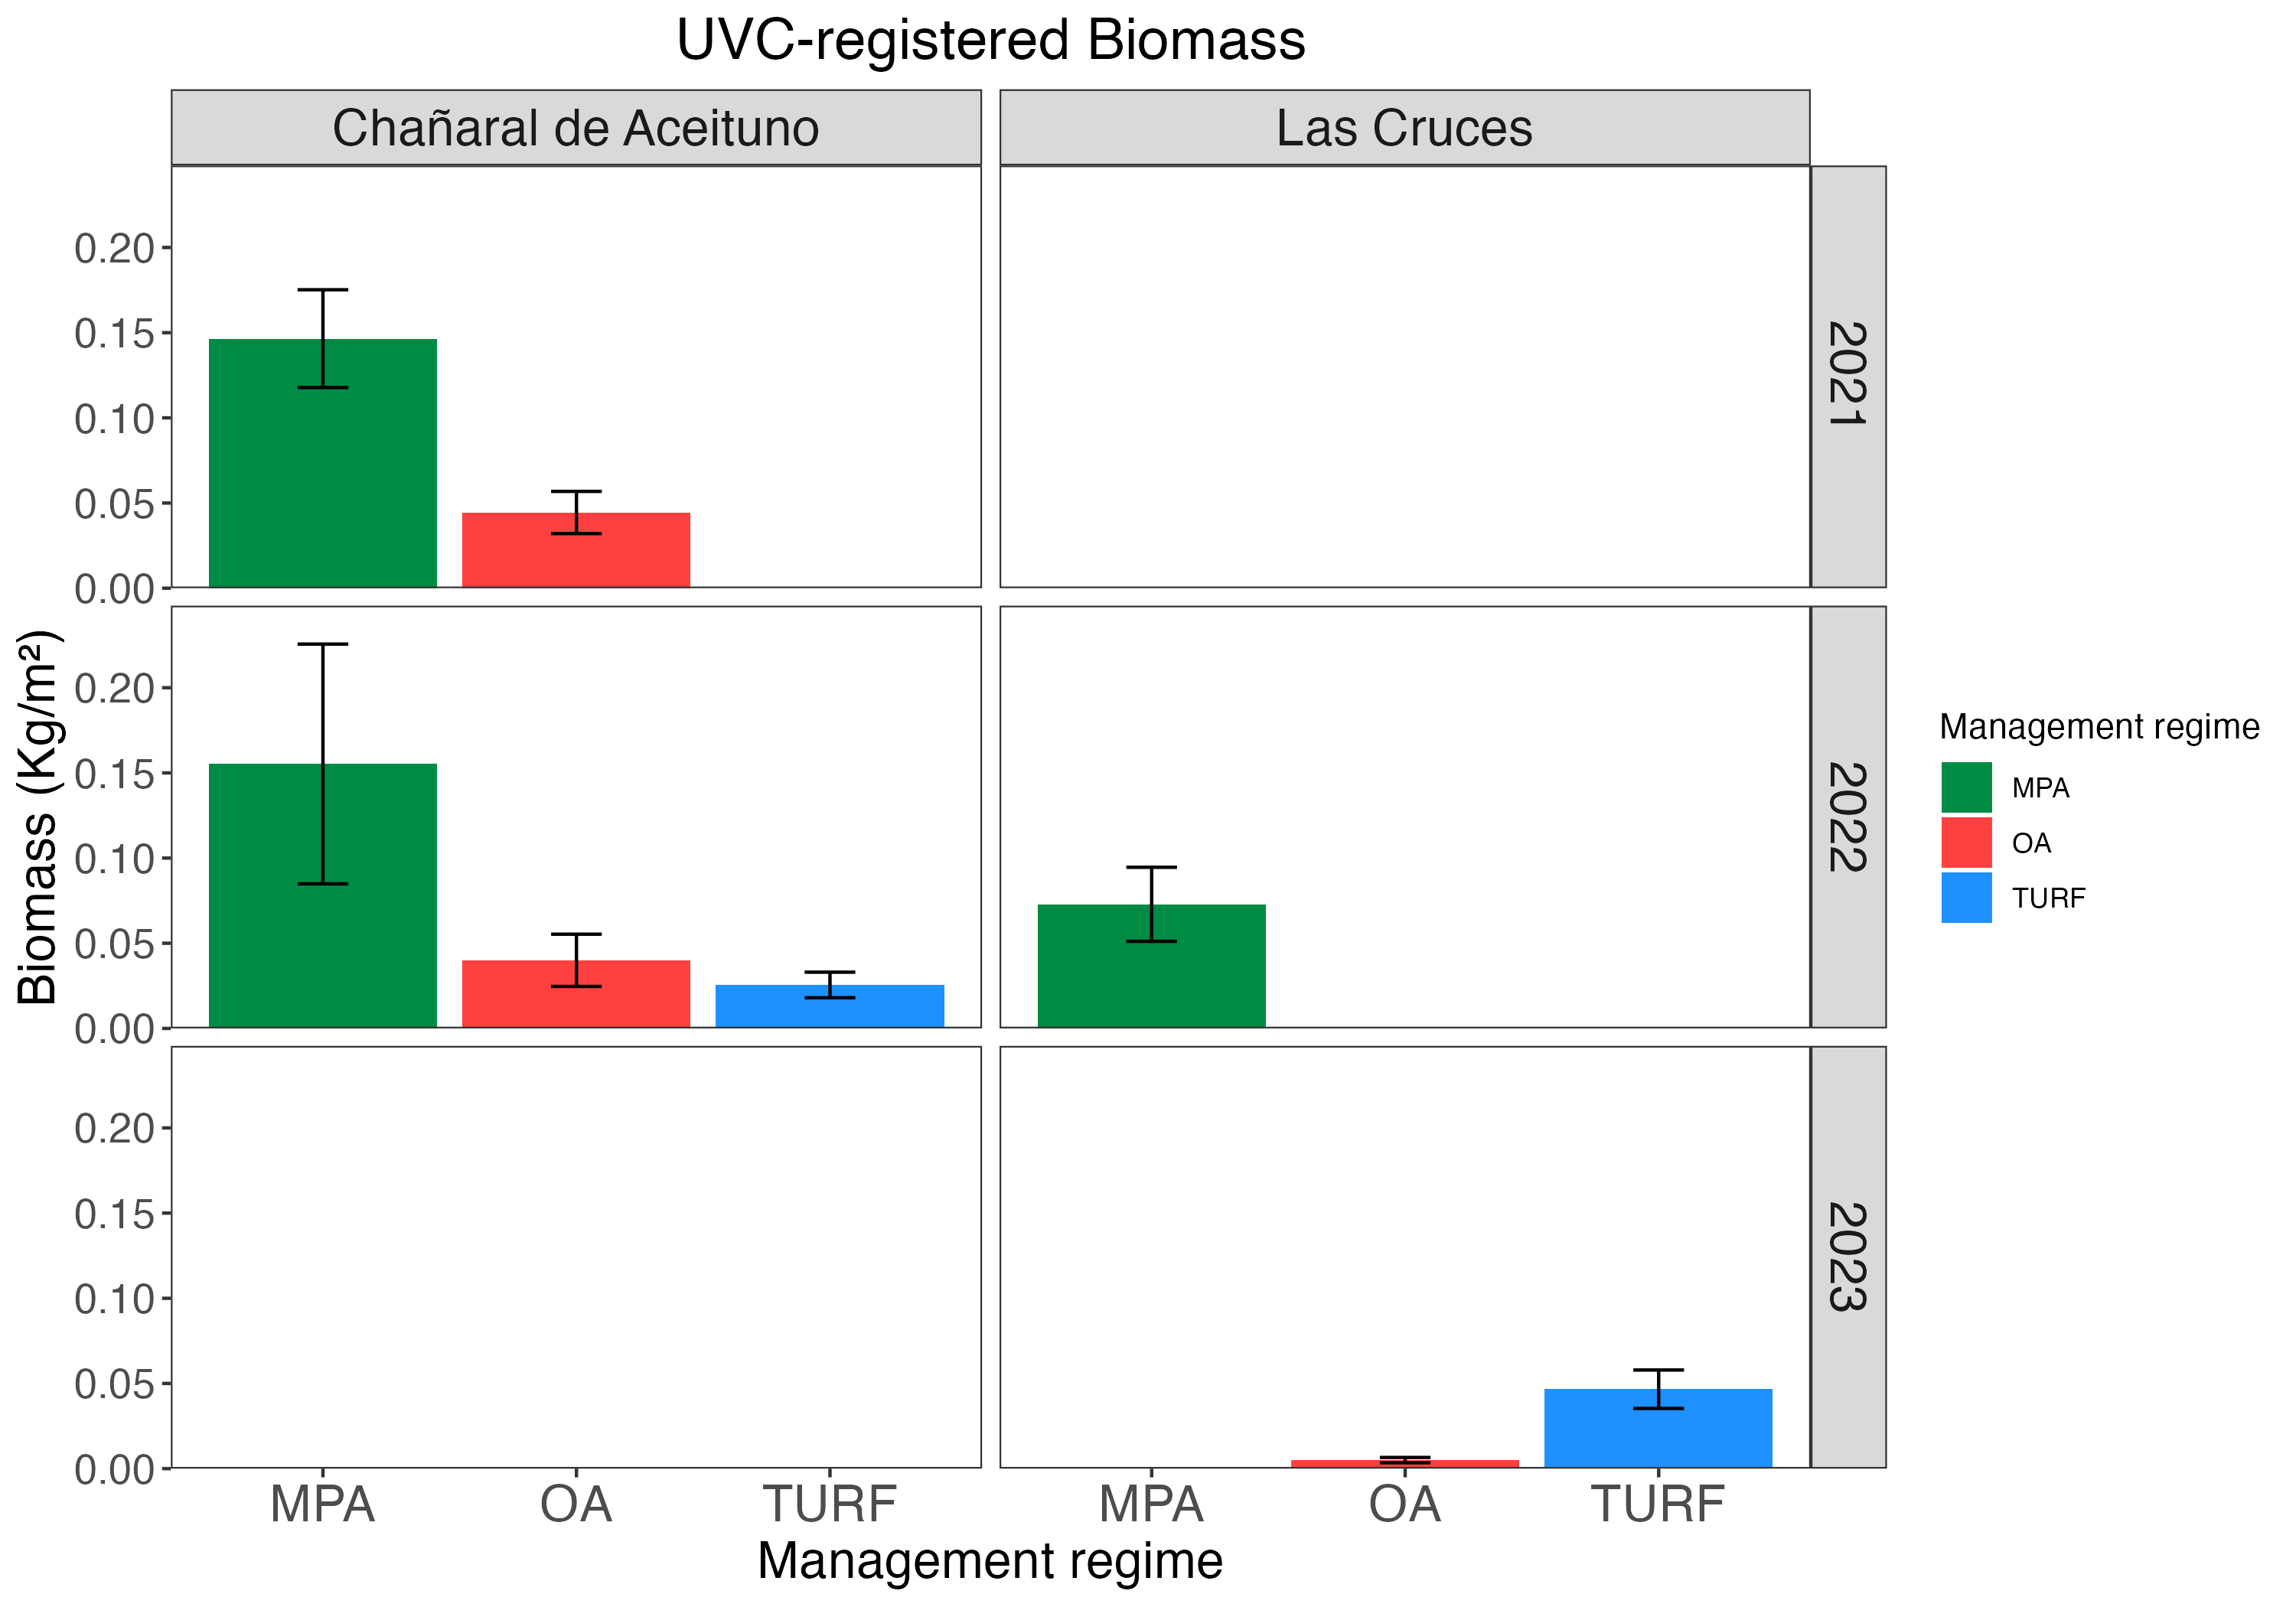 UVC-registered Biomass
Chañaral de Aceituno
Las Cruces
0.20
0.15
0.10
0.05
0.00
2021
0.20
0.15
0.10
0.05
0.00
2022
0.20
0.15
0.10
0.05
0.00
2023
Biomass (Kg/m²)
MPA
OA
TURF
MPA
OA
TURF
Management regime
Management regime
MPA
OA
TURF